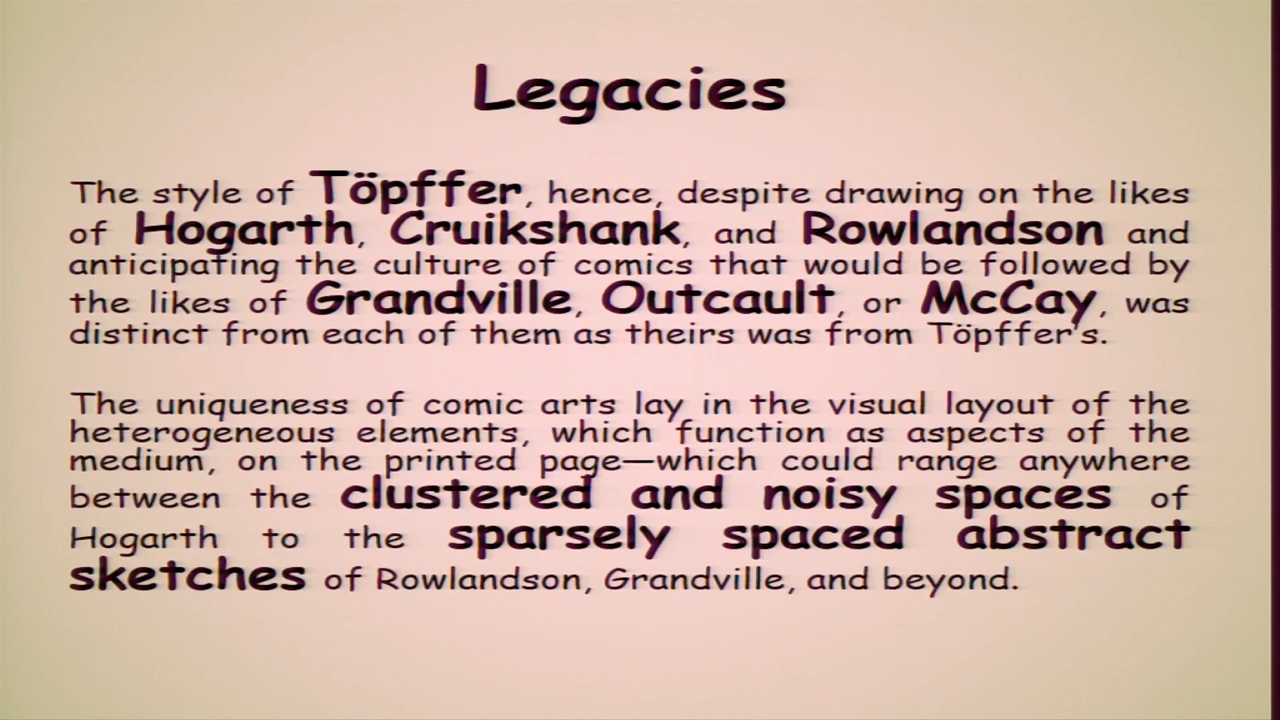 Legacies
The style of Töpffer, hence, despite drawing on the likes
of Hogarth, Cruikshank, and Rowlandson and
anticipating the culture of comics that would be followed by
the likes of Grandville, Outcault, or McCay, was
distinct from each of them as theirs was from Töpffer's.
The uniqueness of comic arts lay in the visual layout of the
heterogeneous elements, which function as aspects of the
medium, on the printed page—which could range anywhere
between the clustered and noisy spaces of
Hogarth to the sparsely spaced abstract
sketches of Rowlandson, Grandville, and beyond.